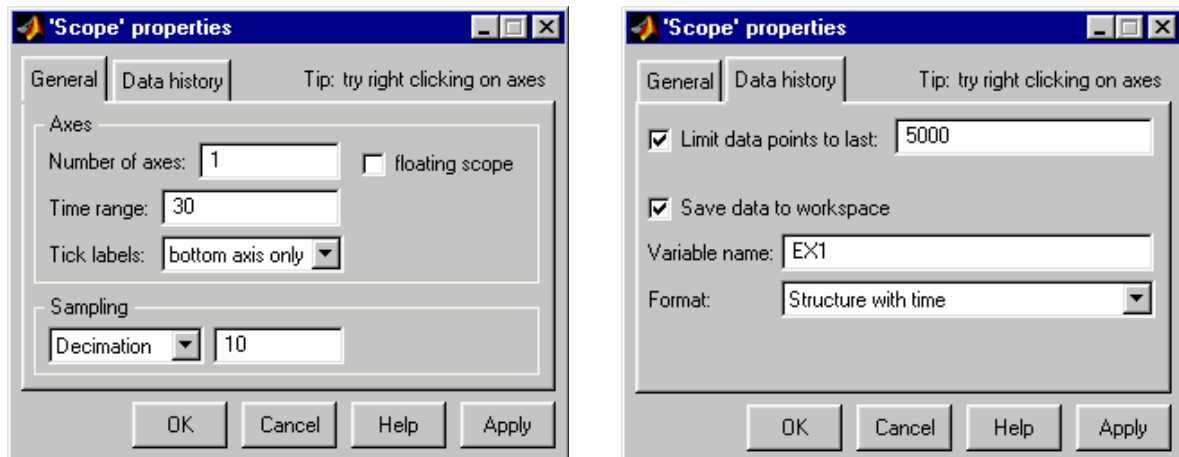 'Scope' properties
General Data history Tip: try right clicking on axes
Axes
Number of axes: 1 floating scope
Time range: 30
Tick labels: bottom axis only
Sampling
Decimation 10
OK Cancel Help Apply
'Scope' properties
General Data history Tip: try right clicking on axes
Limit data points to last: 5000
Save data to workspace
Variable name: EX1
Format: Structure with time
OK Cancel Help Apply